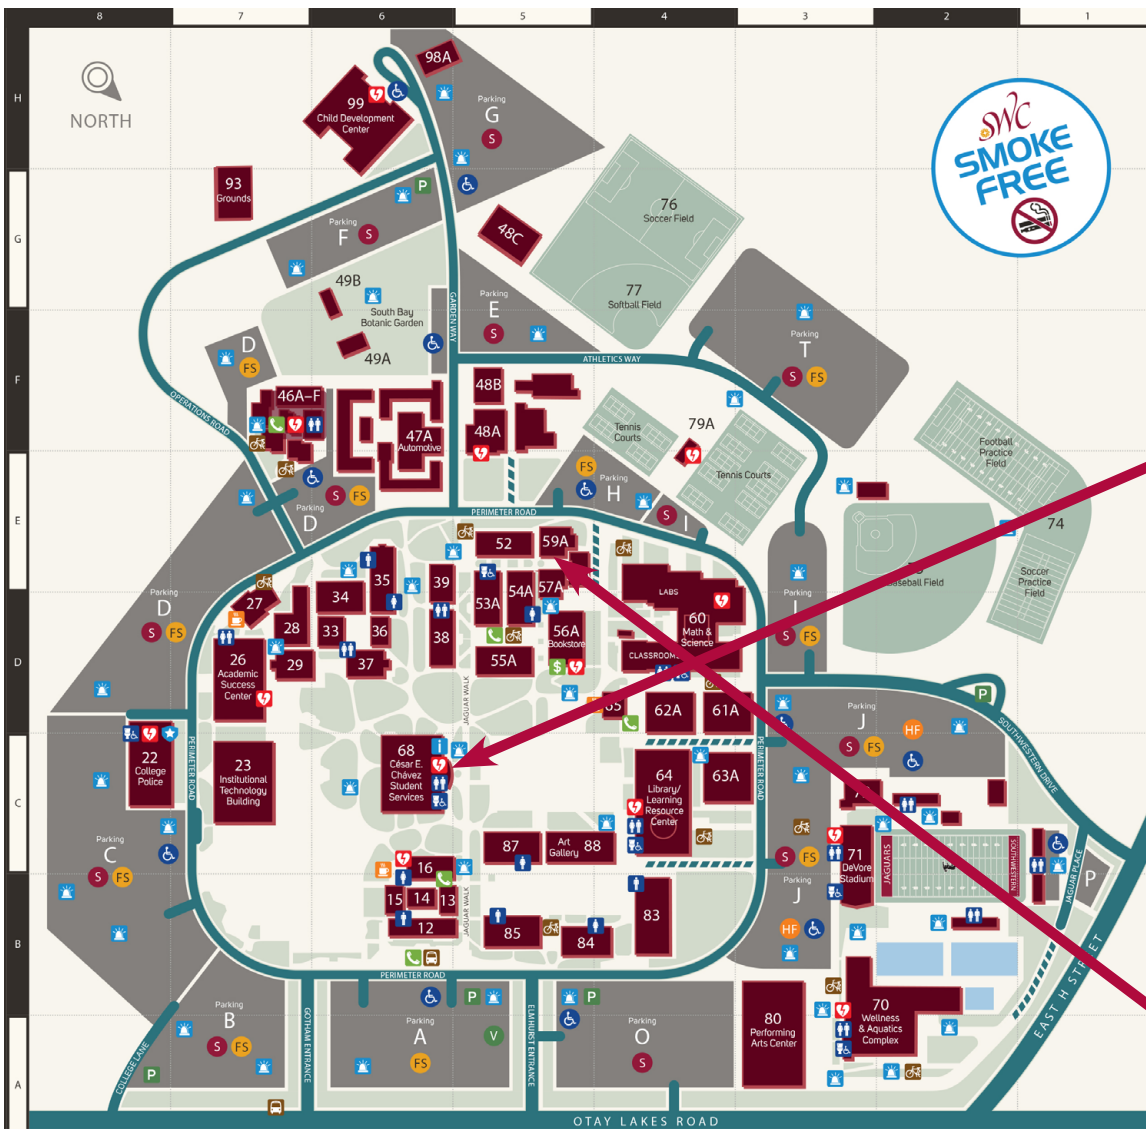 8
7
6
5
4
3
2
1
H
G
F
E
D
C
B
A
NORTH
SWC
SMOKE
FREE
98A
99
Child Development
Center
Parking
G
S
93
Grounds
P
Parking
F
S
48C
76
Soccer Field
77
Softball Field
49B
South Bay
Botanic Garden
49A
GARDEN WAY
Parking
E
S
Parking
T
S
FS
ATHLETICS WAY
D
FS
OPERATIONS ROAD
46A–F
47A
Automotive
48B
48A
Tennis
Courts
79A
Tennis Courts
Football
Practice
Field
FS
Parking
H
S
I
Parking
D
S
FS
PERIMETER ROAD
74
Soccer
Practice
Field
Baseball Field
52
59A
57A
54A
53A
55A
56A
Bookstore
$
39
38
35
34
33
36
37
27
28
29
26
Academic
Success
Center
LABS
60
Math &
Science
CLASSROOMS
65
62A
61A
Parking
D
S
FS
Parking
J
S
FS
P
Parking
J
S
FS
HF
SOUTHWESTERN DRIVE
JAGUAR WALK
22
College
Police
PERIMETER ROAD
23
Institutional
Technology
Building
68
César E.
Chávez
Student
Services
i
64
Library/
Learning
Resource
Center
63A
PERIMETER ROAD
Parking
C
S
FS
87
Art
Gallery
88
16
15
14
13
12
JAGUAR WALK
85
84
83
S
FS
Parking
J
HF
71
DeVore
Stadium
JAGUARS
SOUTHWESTERN
JAGUAR PLACE
P
PERIMETER ROAD
Parking
B
S
FS
P
COLLEGE LANE
GOTHAM ENTRANCE
Parking
A
FS
P
V
ELMHURST ENTRANCE
P
Parking
O
S
80
Performing
Arts Center
70
Wellness
& Aquatics
Complex
EAST H STREET
OTAY LAKES ROAD